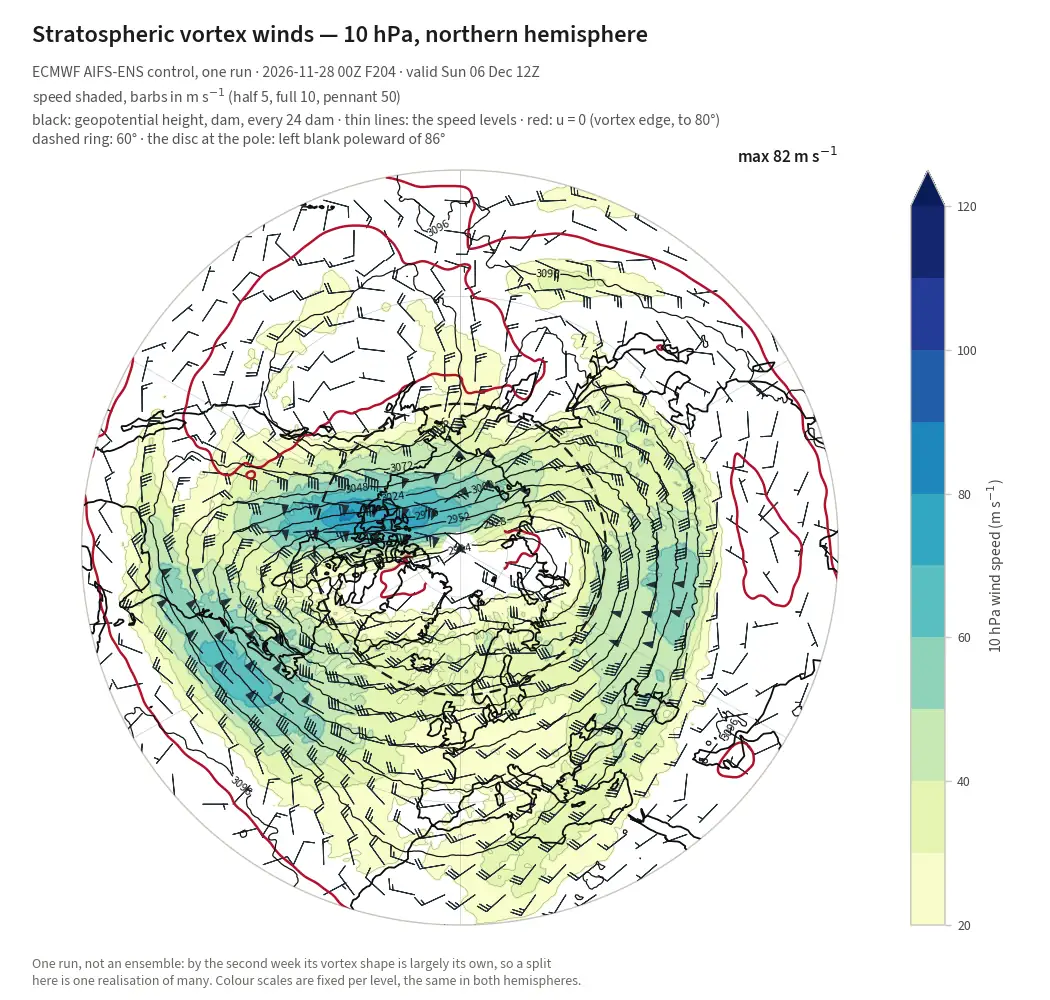 Stratospheric vortex winds — 10 hPa, northern hemisphere
ECMWF AIFS-ENS control, one run · 2026-11-28 00Z F204 · valid Sun 06 Dec 12Z
speed shaded, barbs in m s⁻¹ (half 5, full 10, pennant 50)
black: geopotential height, dam, every 24 dam · thin lines: the speed levels · red: u = 0 (vortex edge, to 80°)
dashed ring: 60° · the disc at the pole: left blank poleward of 86°
max 82 m s⁻¹
120
100
80
60
40
20
10 hPa wind speed (m s⁻¹)
3096
3072
3048
3024
2952
3096
3096
One run, not an ensemble: by the second week its vortex shape is largely its own, so a split
here is one realisation of many. Colour scales are fixed per level, the same in both hemispheres.